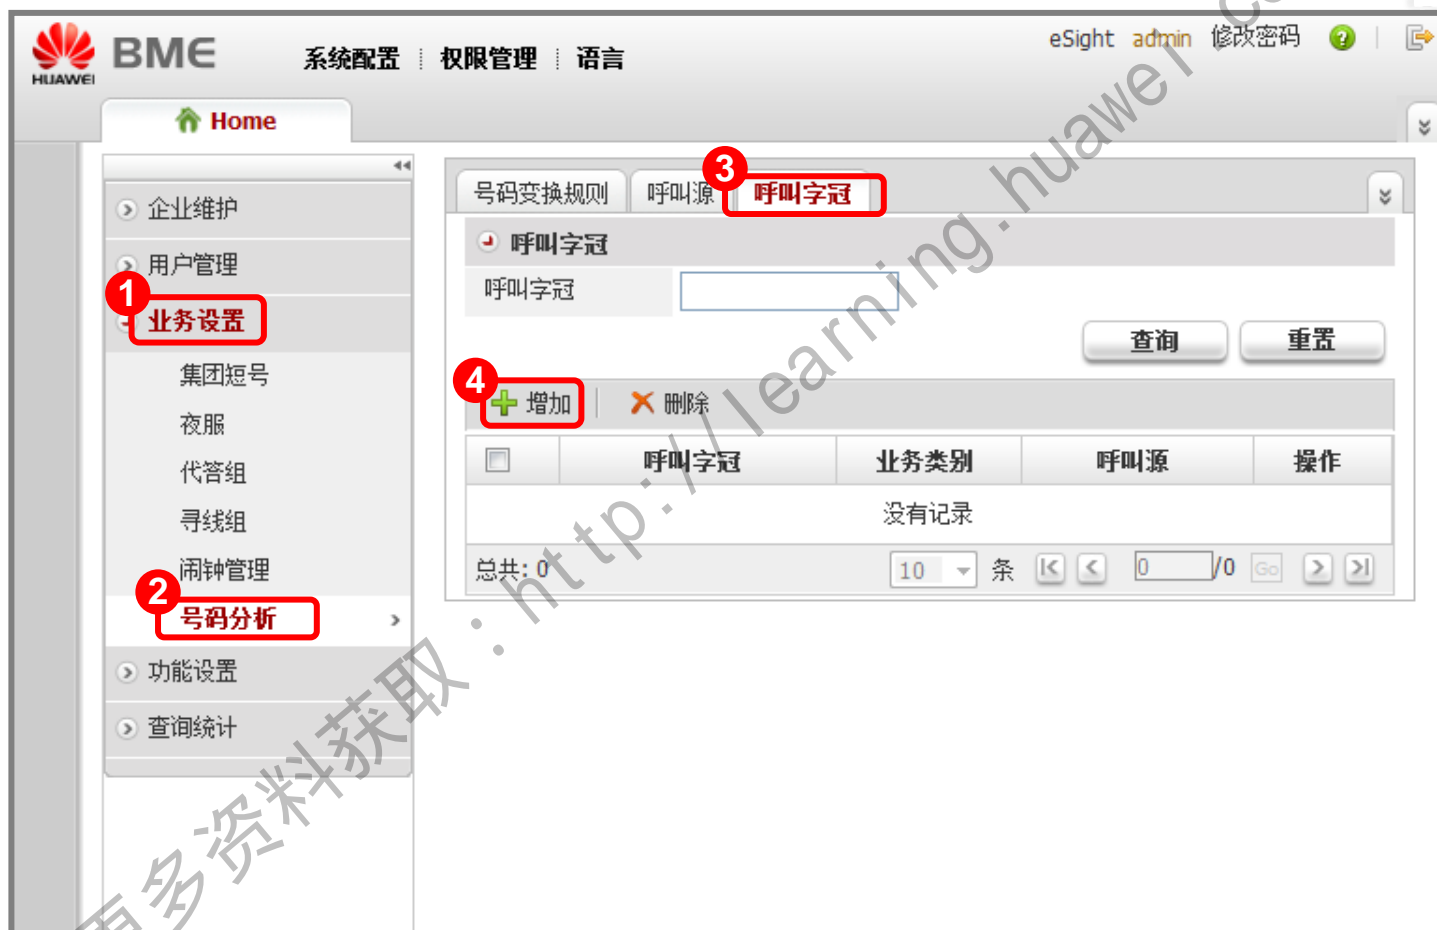 HUAWEI
BME
系统配置 权限管理 语言
eSight admin 修改密码
Home
企业维护
用户管理
1
业务设置
集团短号
夜服
代答组
寻线组
闹钟管理
2
号码分析
功能设置
查询统计
3
号码变换规则 呼叫源 呼叫字冠
呼叫字冠
呼叫字冠
查询 重置
4
增加 删除
呼叫字冠 业务类别 呼叫源 操作
没有记录
总共: 0 10 条 0 /0 Go
更多资料获取：http://learning.huawei.c